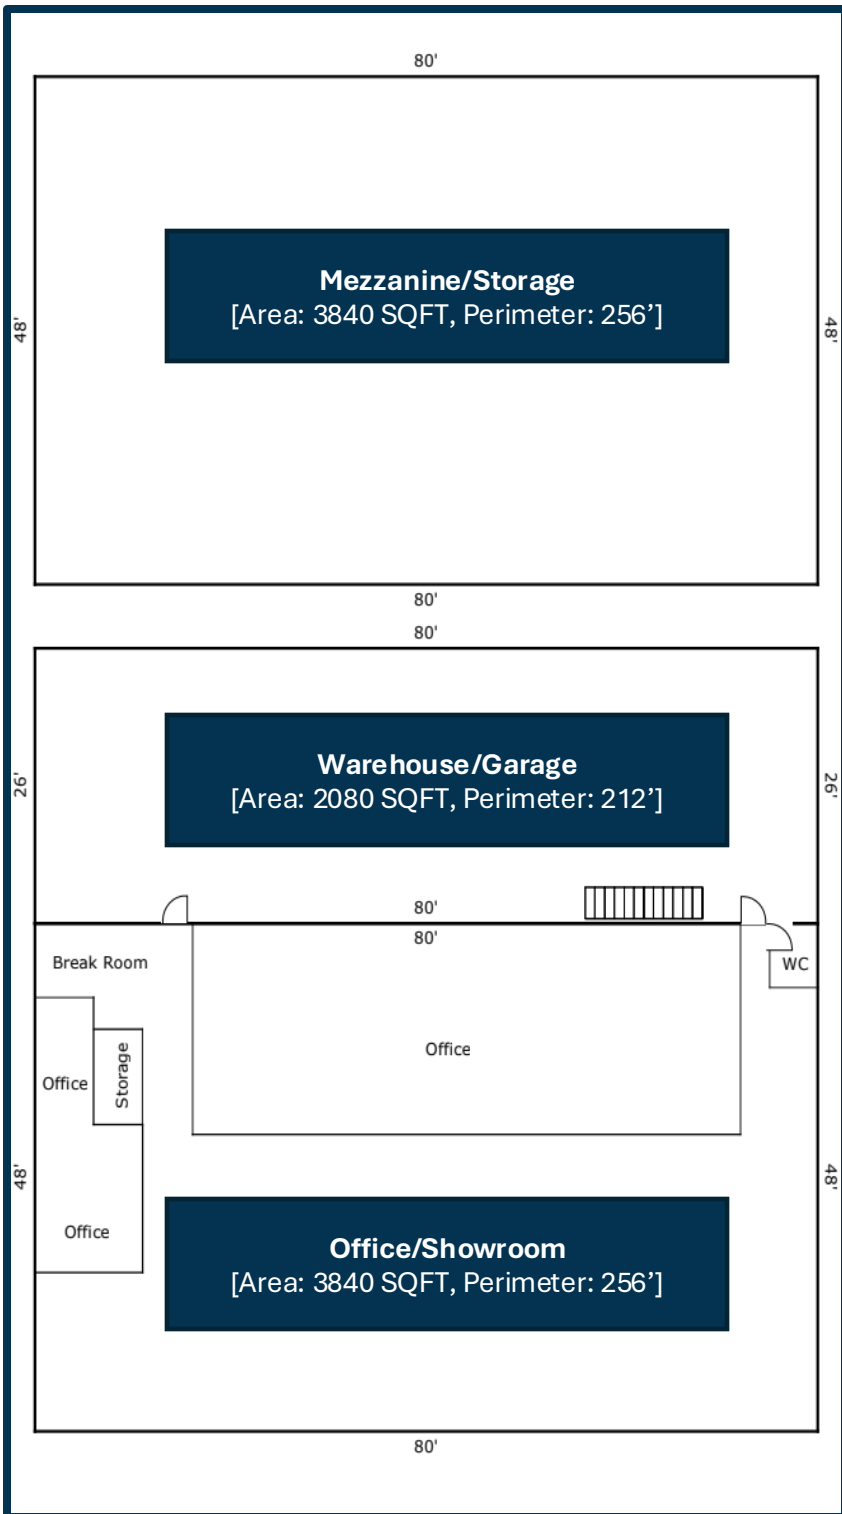 80'
Mezzanine/Storage
[Area: 3840 SQFT, Perimeter: 256’]
48'
48'
80'
80'
Warehouse/Garage
[Area: 2080 SQFT, Perimeter: 212’]
26'
26'
80'
80'
Break Room
WC
Office
Office
Storage
48'
48'
Office
Office/Showroom
[Area: 3840 SQFT, Perimeter: 256’]
80'